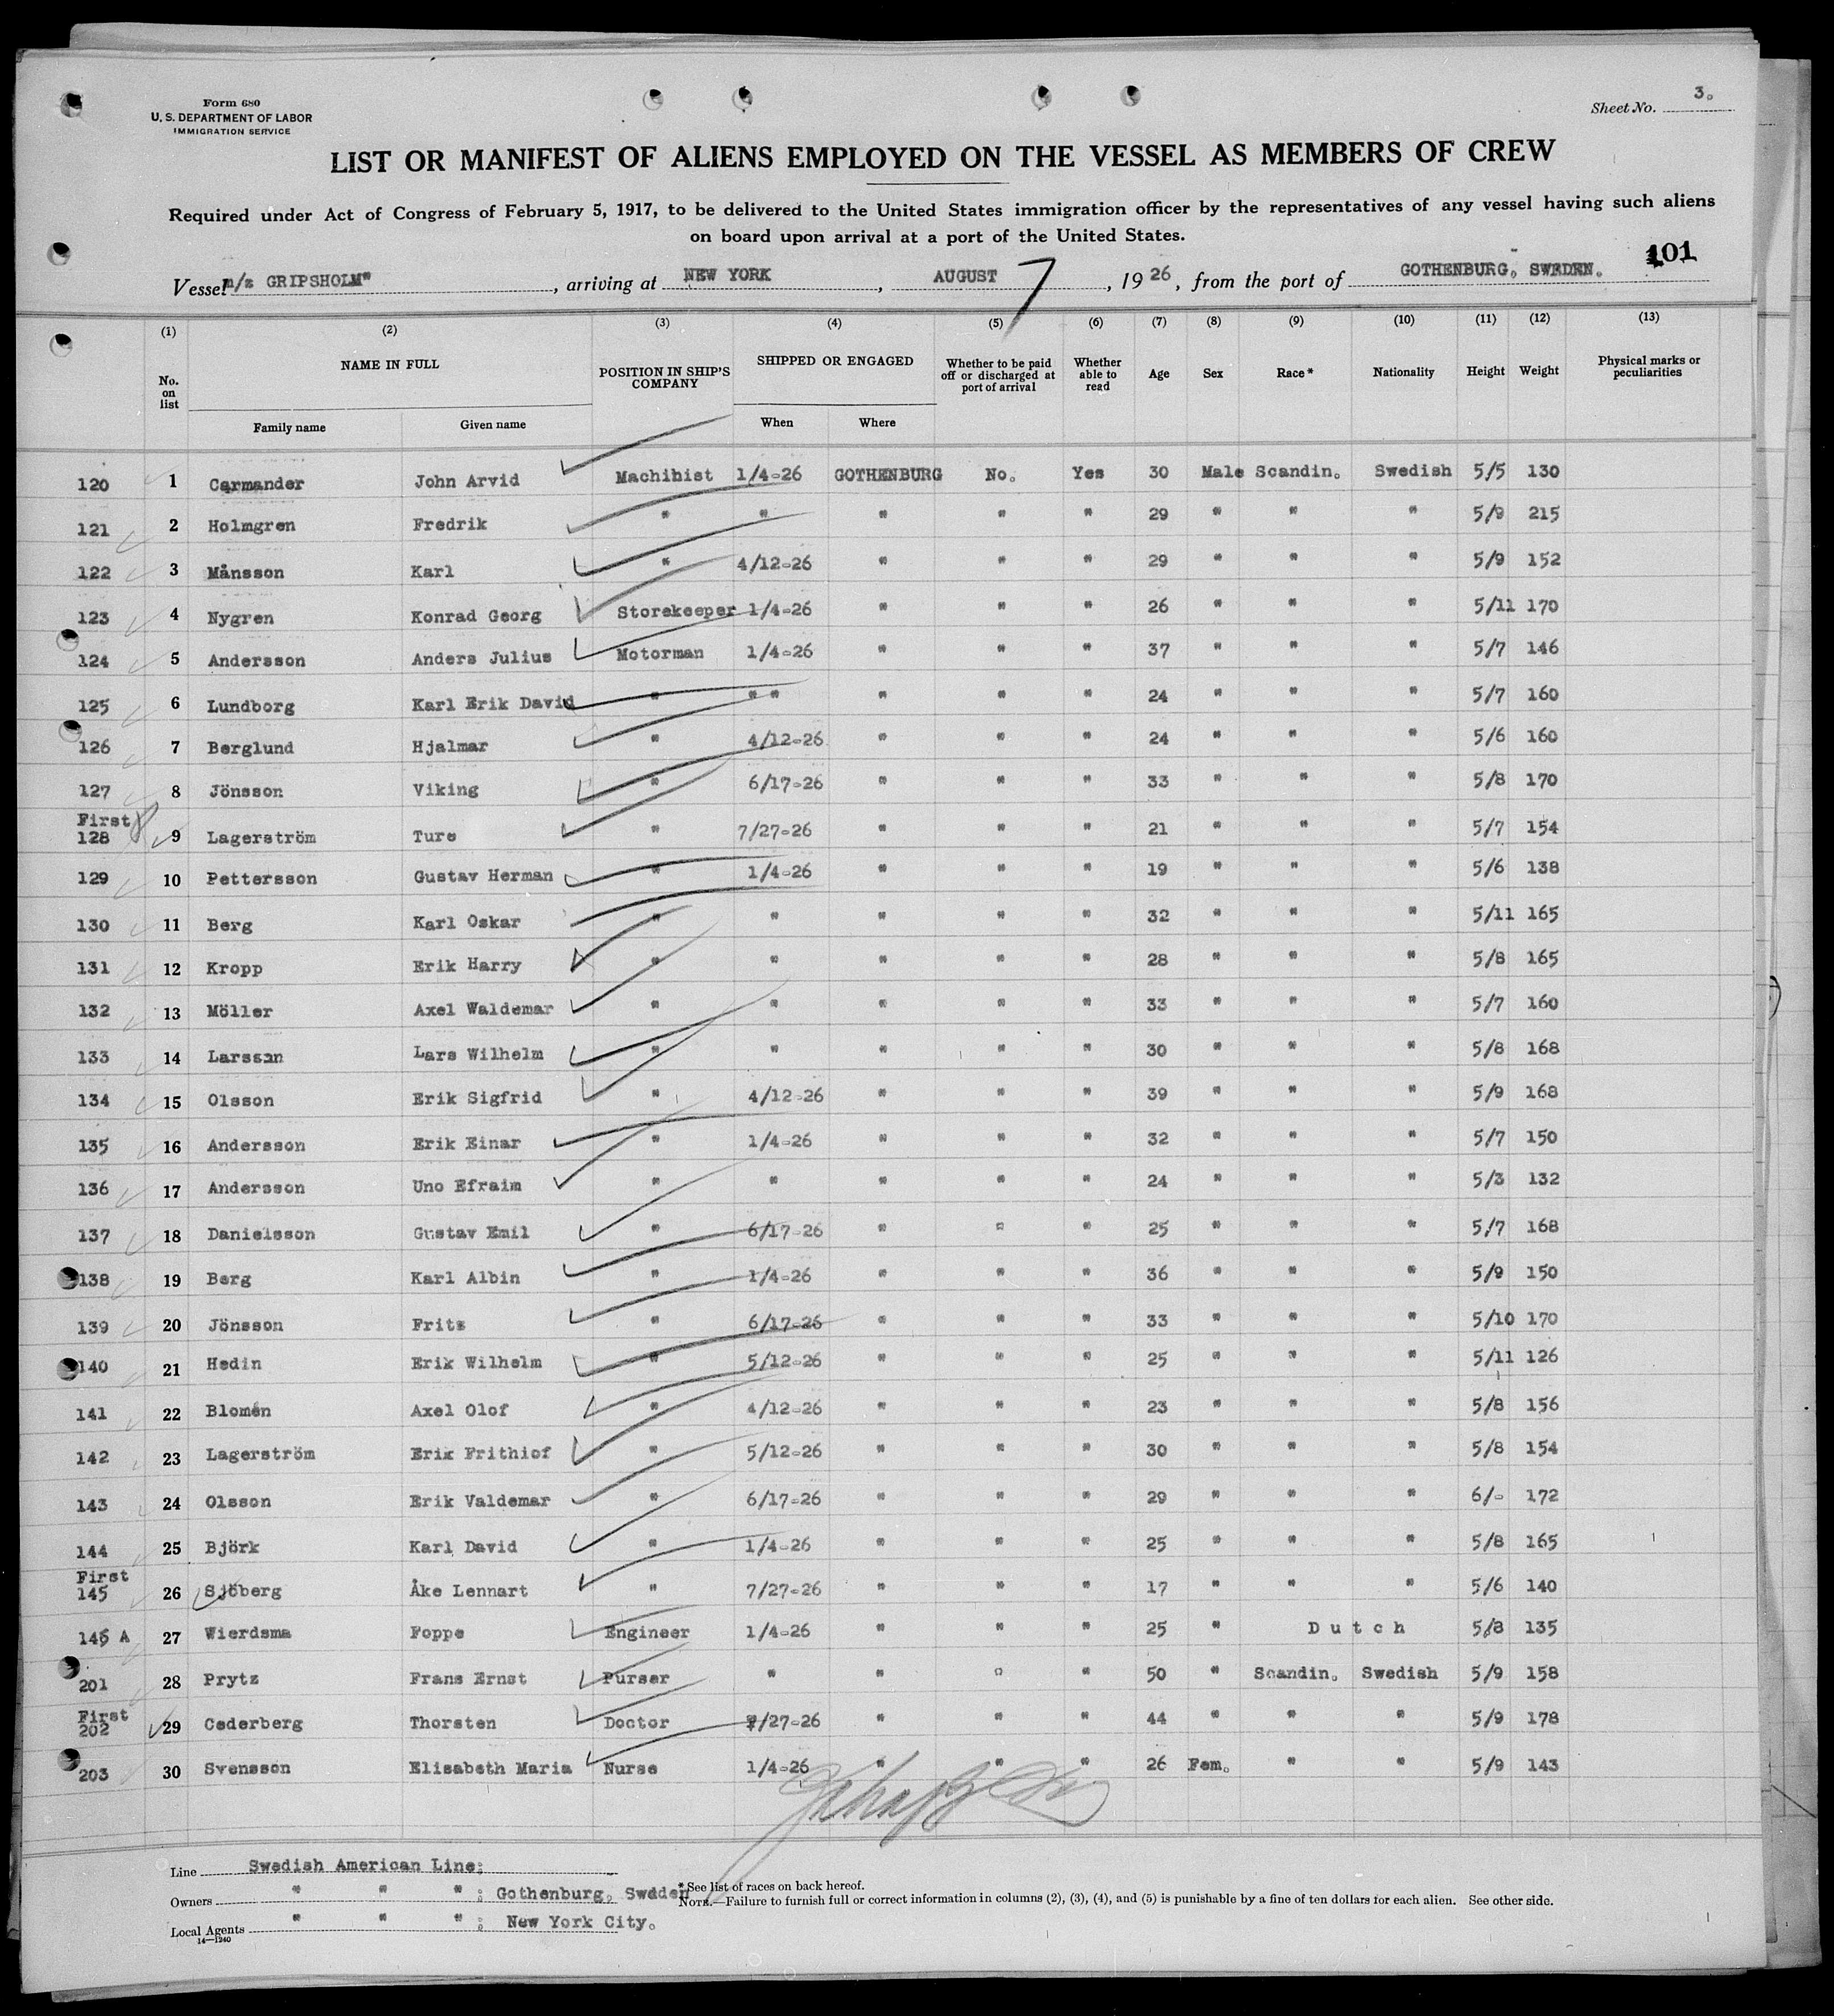 Form 680
U. S. DEPARTMENT OF LABOR
IMMIGRATION SERVICE
Sheet No. 3.
LIST OR MANIFEST OF ALIENS EMPLOYED ON THE VESSEL AS MEMBERS OF CREW
Required under Act of Congress of February 5, 1917, to be delivered to the United States immigration officer by the representatives of any vessel having such aliens
on board upon arrival at a port of the United States.
101
Vessel m/s GRIPSHOLM", arriving at NEW YORK, AUGUST 7, 1926, from the port of GOTHENBURG, SWEDEN.
(1) (2) (3) (4) (5) (6) (7) (8) (9) (10) (11) (12) (13)
No. on list NAME IN FULL POSITION IN SHIP'S COMPANY SHIPPED OR ENGAGED Whether to be paid off or discharged at port of arrival Whether able to read Age Sex Race* Nationality Height Weight Physical marks or peculiarities
Family name Given name When Where
120 1 Carmander John Arvid Machihist 1/4-26 GOTHENBURG No. Yes 30 Male Scandin. Swedish 5/5 130
121 2 Holmgren Fredrik " " " " " 29 " " " 5/9 215
122 3 Månsson Karl " 4/12-26 " " " 29 " " " 5/9 152
123 4 Nygren Konrad Georg Storekeeper 1/4-26 " " " 26 " " " 5/11 170
124 5 Andersson Anders Julius Motorman 1/4-26 " " " 37 " " " 5/7 146
125 6 Lundborg Karl Erik David " " " " " " 24 " " " 5/7 160
126 7 Berglund Hjalmar " 4/12-26 " " " 24 " " " 5/6 160
127 8 Jönsson Viking " 6/17-26 " " " 33 " " " 5/8 170
First
128 9 Lagerström Ture " 7/27-26 " " " 21 " " " 5/7 154
129 10 Pettersson Gustav Herman " 1/4-26 " " " 19 " " " 5/6 138
130 11 Berg Karl Oskar " " " " " 32 " " " 5/11 165
131 12 Kropp Erik Harry " " " " " 28 " " " 5/8 165
132 13 Möller Axel Waldemar " " " " " 33 " " " 5/7 160
133 14 Larsson Lars Wilhelm " " " " " 30 " " " 5/8 168
134 15 Olsson Erik Sigfrid " 4/12-26 " " " 39 " " " 5/9 168
135 16 Andersson Erik Einar " 1/4-26 " " " 32 " " " 5/7 150
136 17 Andersson Uno Efraim " " " " " 24 " " " 5/3 132
137 18 Danielsson Gustav Emil " 6/17-26 " " " 25 " " " 5/7 168
138 19 Berg Karl Albin " 1/4-26 " " " 36 " " " 5/9 150
139 20 Jönsson Frits " 6/17-26 " " " 33 " " " 5/10 170
140 21 Hedin Erik Wilhelm " 5/12-26 " " " 25 " " " 5/11 126
141 22 Blomén Axel Olof " 4/12-26 " " " 23 " " " 5/8 156
142 23 Lagerström Erik Frithiof " 5/12-26 " " " 30 " " " 5/8 154
143 24 Olsson Erik Valdemar " 6/17-26 " " " 29 " " " 6/- 172
144 25 Björk Karl David " 1/4-26 " " " 25 " " " 5/8 165
First
145 26 Sjöberg Åke Lennart " 7/27-26 " " " 17 " " " 5/6 140
145 A 27 Wierdsma Foppe Engineer 1/4-26 " " " 25 " Dutch 5/8 135
201 28 Prytz Frans Ernst Purser " " " " 50 " Scandin. Swedish 5/9 158
First
202 29 Cederberg Thorsten Doctor 7/27-26 " " " 44 " " " 5/9 178
203 30 Svensson Elisabeth Maria Nurse 1/4-26 " " " 26 Fem. " " 5/9 143
Line Swedish American Line;
Owners " " " ; Gothenburg, Sweden
Local Agents " " " ; New York City.
14—1240
* See list of races on back hereof.
NOTE.—Failure to furnish full or correct information in columns (2), (3), (4), and (5) is punishable by a fine of ten dollars for each alien. See other side.